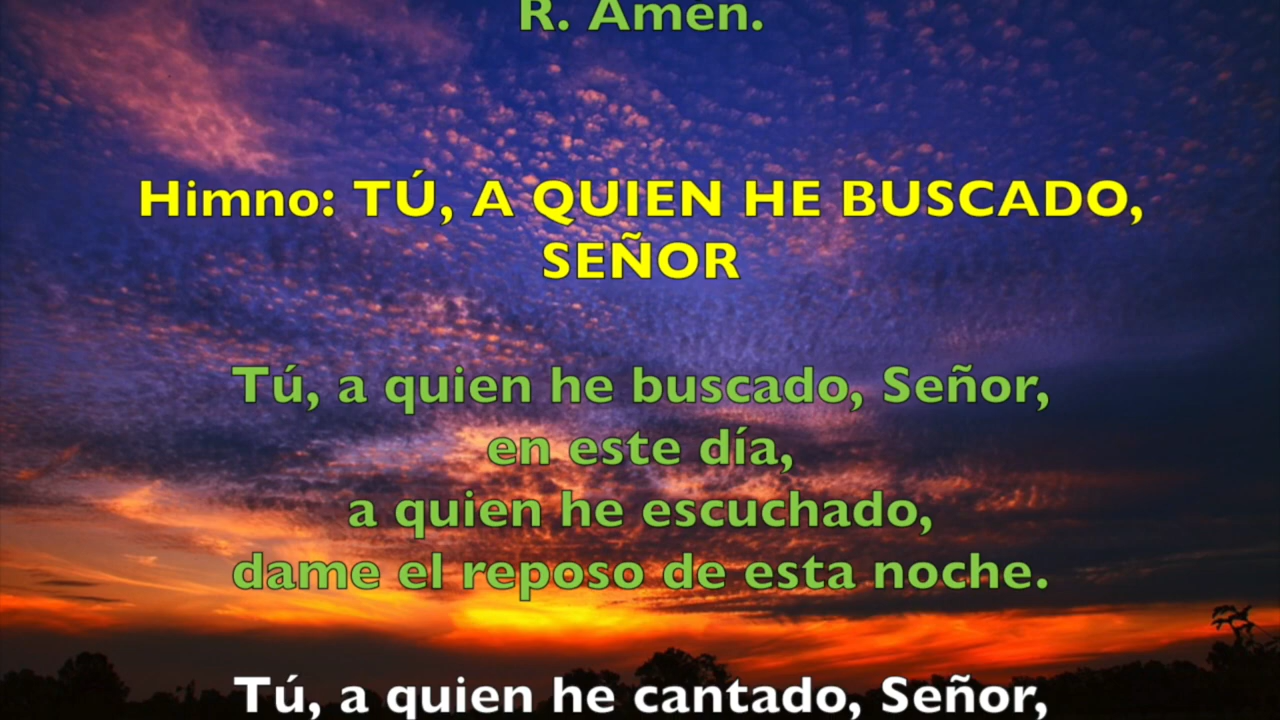 R. Amén.
Himno: TÚ, A QUIEN HE BUSCADO,
SEÑOR
Tú, a quien he buscado, Señor,
en este día,
a quien he escuchado,
dame el reposo de esta noche.
Tú, a quien he cantado, Señor,